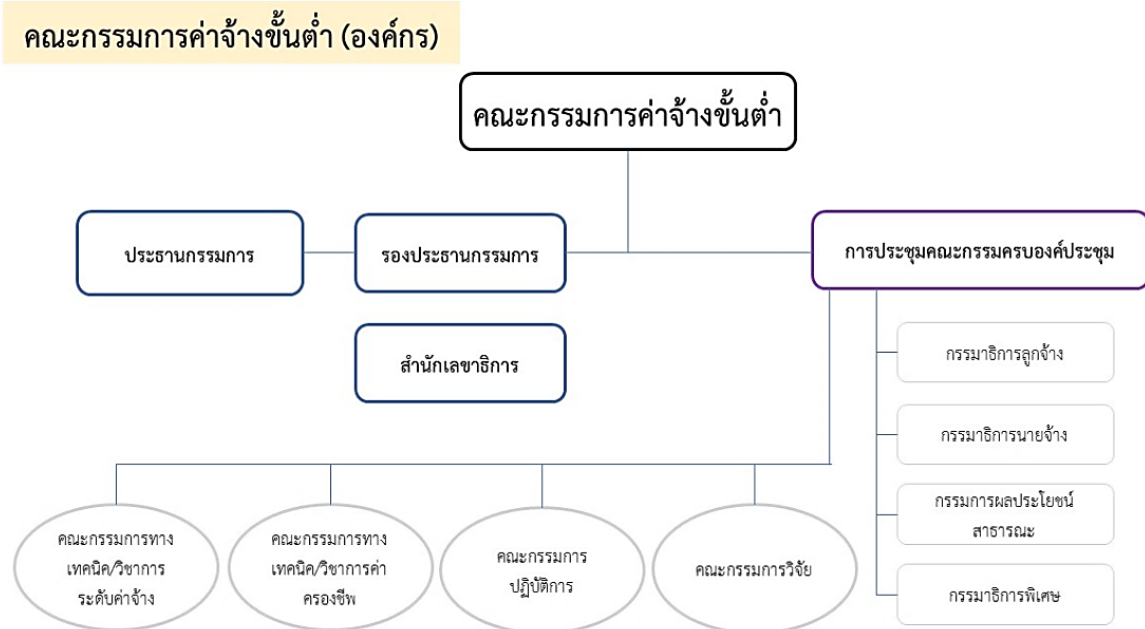 คณะกรรมการค่าจ้างขั้นต่ำ (องค์กร)
คณะกรรมการค่าจ้างขั้นต่ำ
ประธานกรรมการ
รองประธานกรรมการ
การประชุมคณะกรรมครบองค์ประชุม
สำนักเลขาธิการ
กรรมาธิการลูกจ้าง
กรรมาธิการนายจ้าง
กรรมการผลประโยชน์
สาธารณะ
กรรมาธิการพิเศษ
คณะกรรมการทาง
เทคนิค/วิชาการ
ระดับค่าจ้าง
คณะกรรมการทาง
เทคนิค/วิชาการค่า
ครองชีพ
คณะกรรมการ
ปฏิบัติการ
คณะกรรมการวิจัย